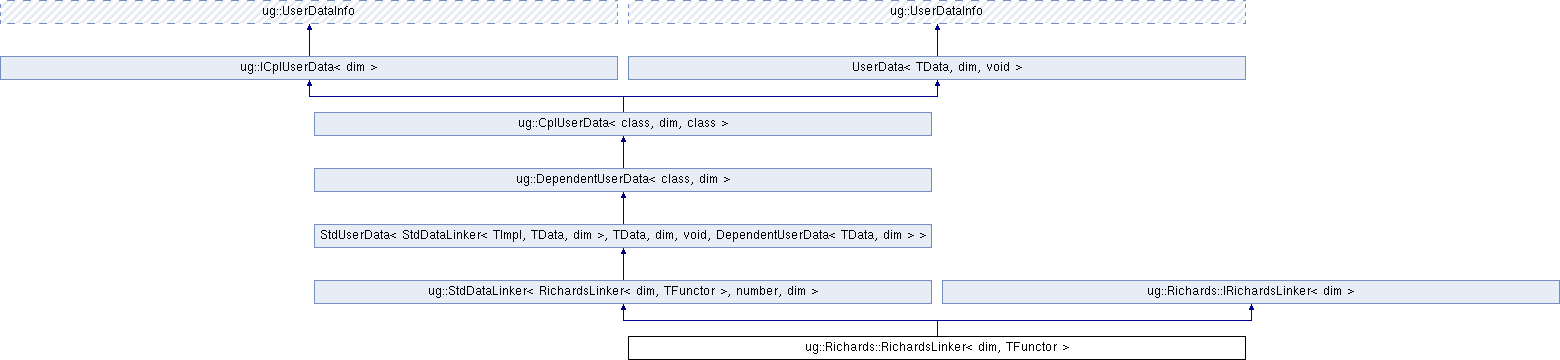 ug::UserDataInfo
ug::UserDataInfo
ug::ICplUserData< dim >
UserData< TData, dim, void >
ug::CplUserData< class, dim, class >
ug::DependentUserData< class, dim >
StdUserData< StdDataLinker< TImpl, TData, dim >, TData, dim, void, DependentUserData< TData, dim > >
ug::StdDataLinker< RichardsLinker< dim, TFunctor >, number, dim >
ug::Richards::IRichardsLinker< dim >
ug::Richards::RichardsLinker< dim, TFunctor >